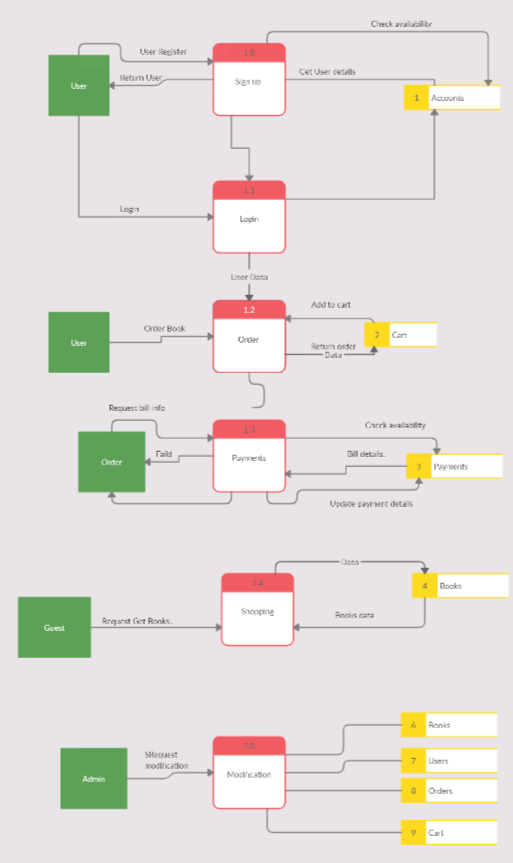 Check availability
User Register
1.0
Return User
Sign up
Get User details
User
1
Accounts
1.1
Login
Login
User Data
1.2
Add to cart
User
Order Book
Order
2
Cart
Return order
Data
Request bill info
1.3
Check availability
Order
Faild
Payments
Bill details..
3
Payments
Update payment details
Data
1.4
4
Books
Shopping
Guest
Request Get Books..
Books data
6
Books
2.0
SRequest
modification
Modification
7
Users
Admin
8
Orders
9
Cart